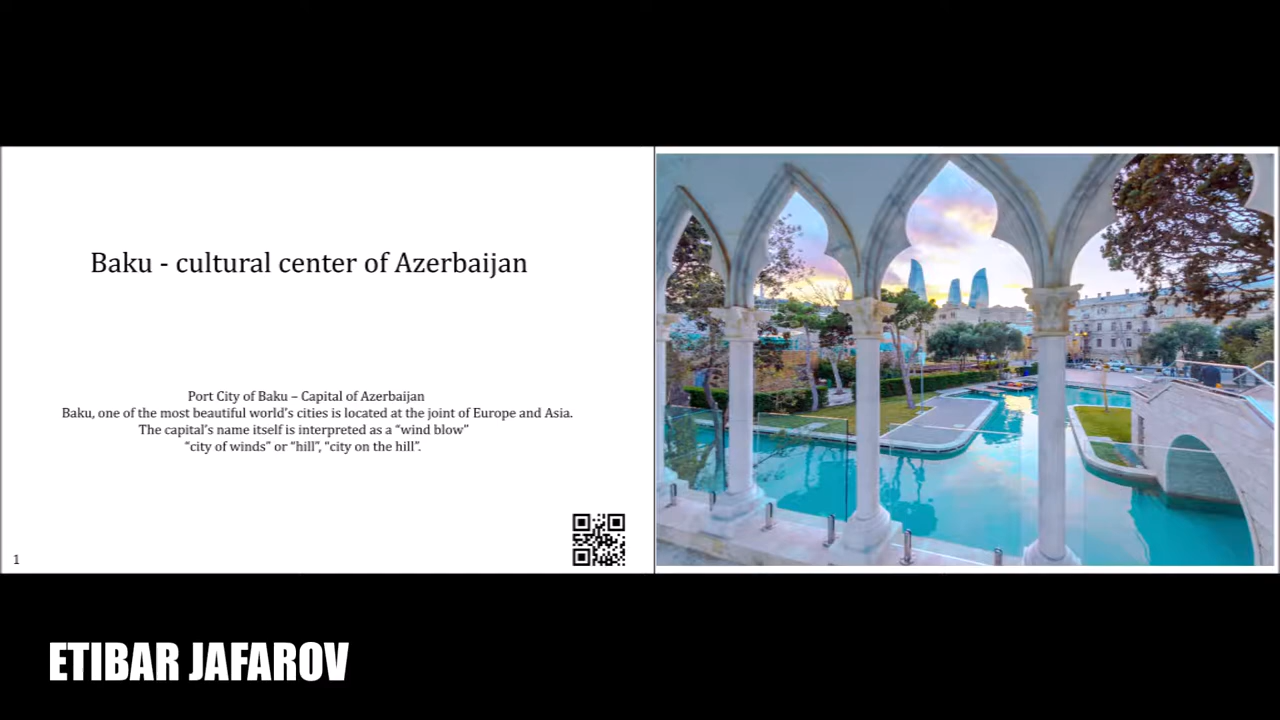 Baku - cultural center of Azerbaijan
Port City of Baku – Capital of Azerbaijan
Baku, one of the most beautiful world's cities is located at the joint of Europe and Asia.
The capital's name itself is interpreted as a “wind blow”
“city of winds” or “hill”, “city on the hill”.
1
ETIBAR JAFAROV